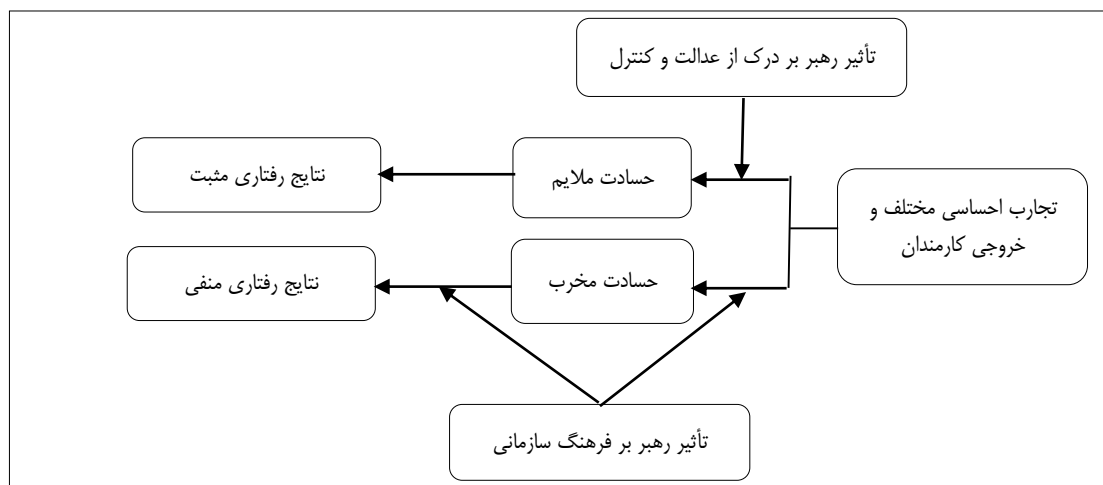 تأثیر رهبر بر درک از عدالت و کنترل
تجارب احساسی مختلف و
خروجی کارمندان
حسادت ملایم
نتایج رفتاری مثبت
حسادت مخرب
نتایج رفتاری منفی
تأثیر رهبر بر فرهنگ سازمانی